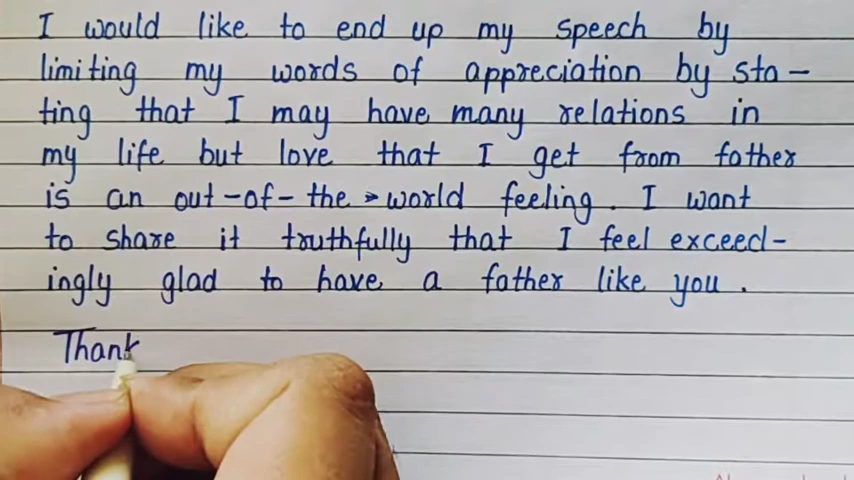 I would like to end up my speech by
limiting my words of appreciation by sta-
ting that I may have many relations in
my life but love that I get from father
is an out-of-the-world feeling. I want
to share it truthfully that I feel exceed-
ingly glad to have a father like you.
Thank